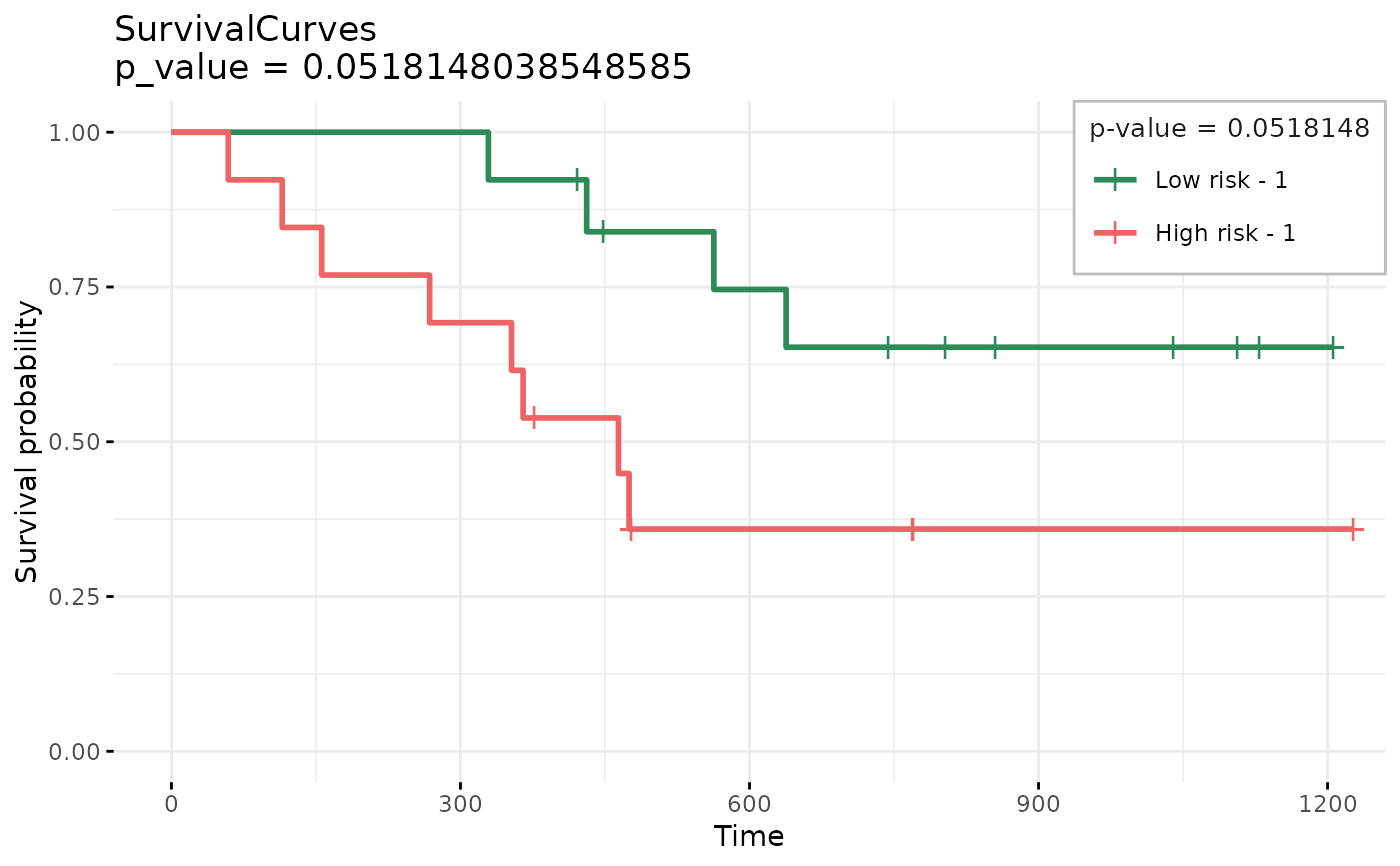 SurvivalCurves
p_value = 0.0518148038548585
p-value = 0.0518148
Low risk - 1
High risk - 1
Survival probability
1.00
0.75
0.50
0.25
0.00
0
300
600
900
1200
Time